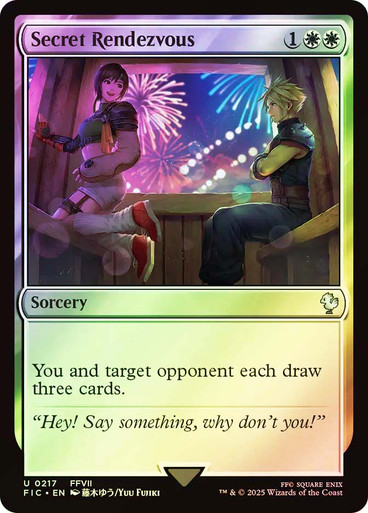 Secret Rendezvous 1
Sorcery
You and target opponent each draw
three cards.
“Hey! Say something, why don’t you!”
U 0217 FFVII
FIC • EN 藤木ゆう/YUU FUJIKI
FF© SQUARE ENIX
™ & © 2025 Wizards of the Coast